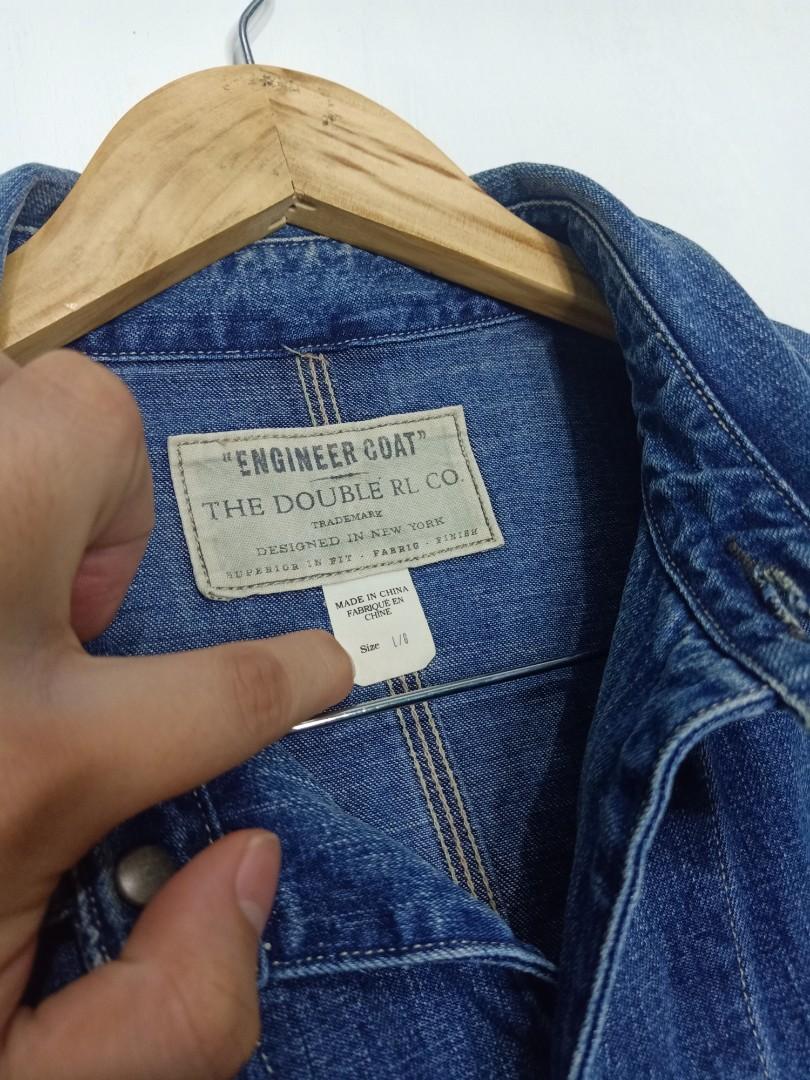 "ENGINEER COAT"
THE DOUBLE RL CO.
TRADEMARK
DESIGNED IN NEW YORK
SUPERIOR IN FIT · FABRIC · FINISH
MADE IN CHINA
FABRIQUÉ EN
CHINE
Size L/G